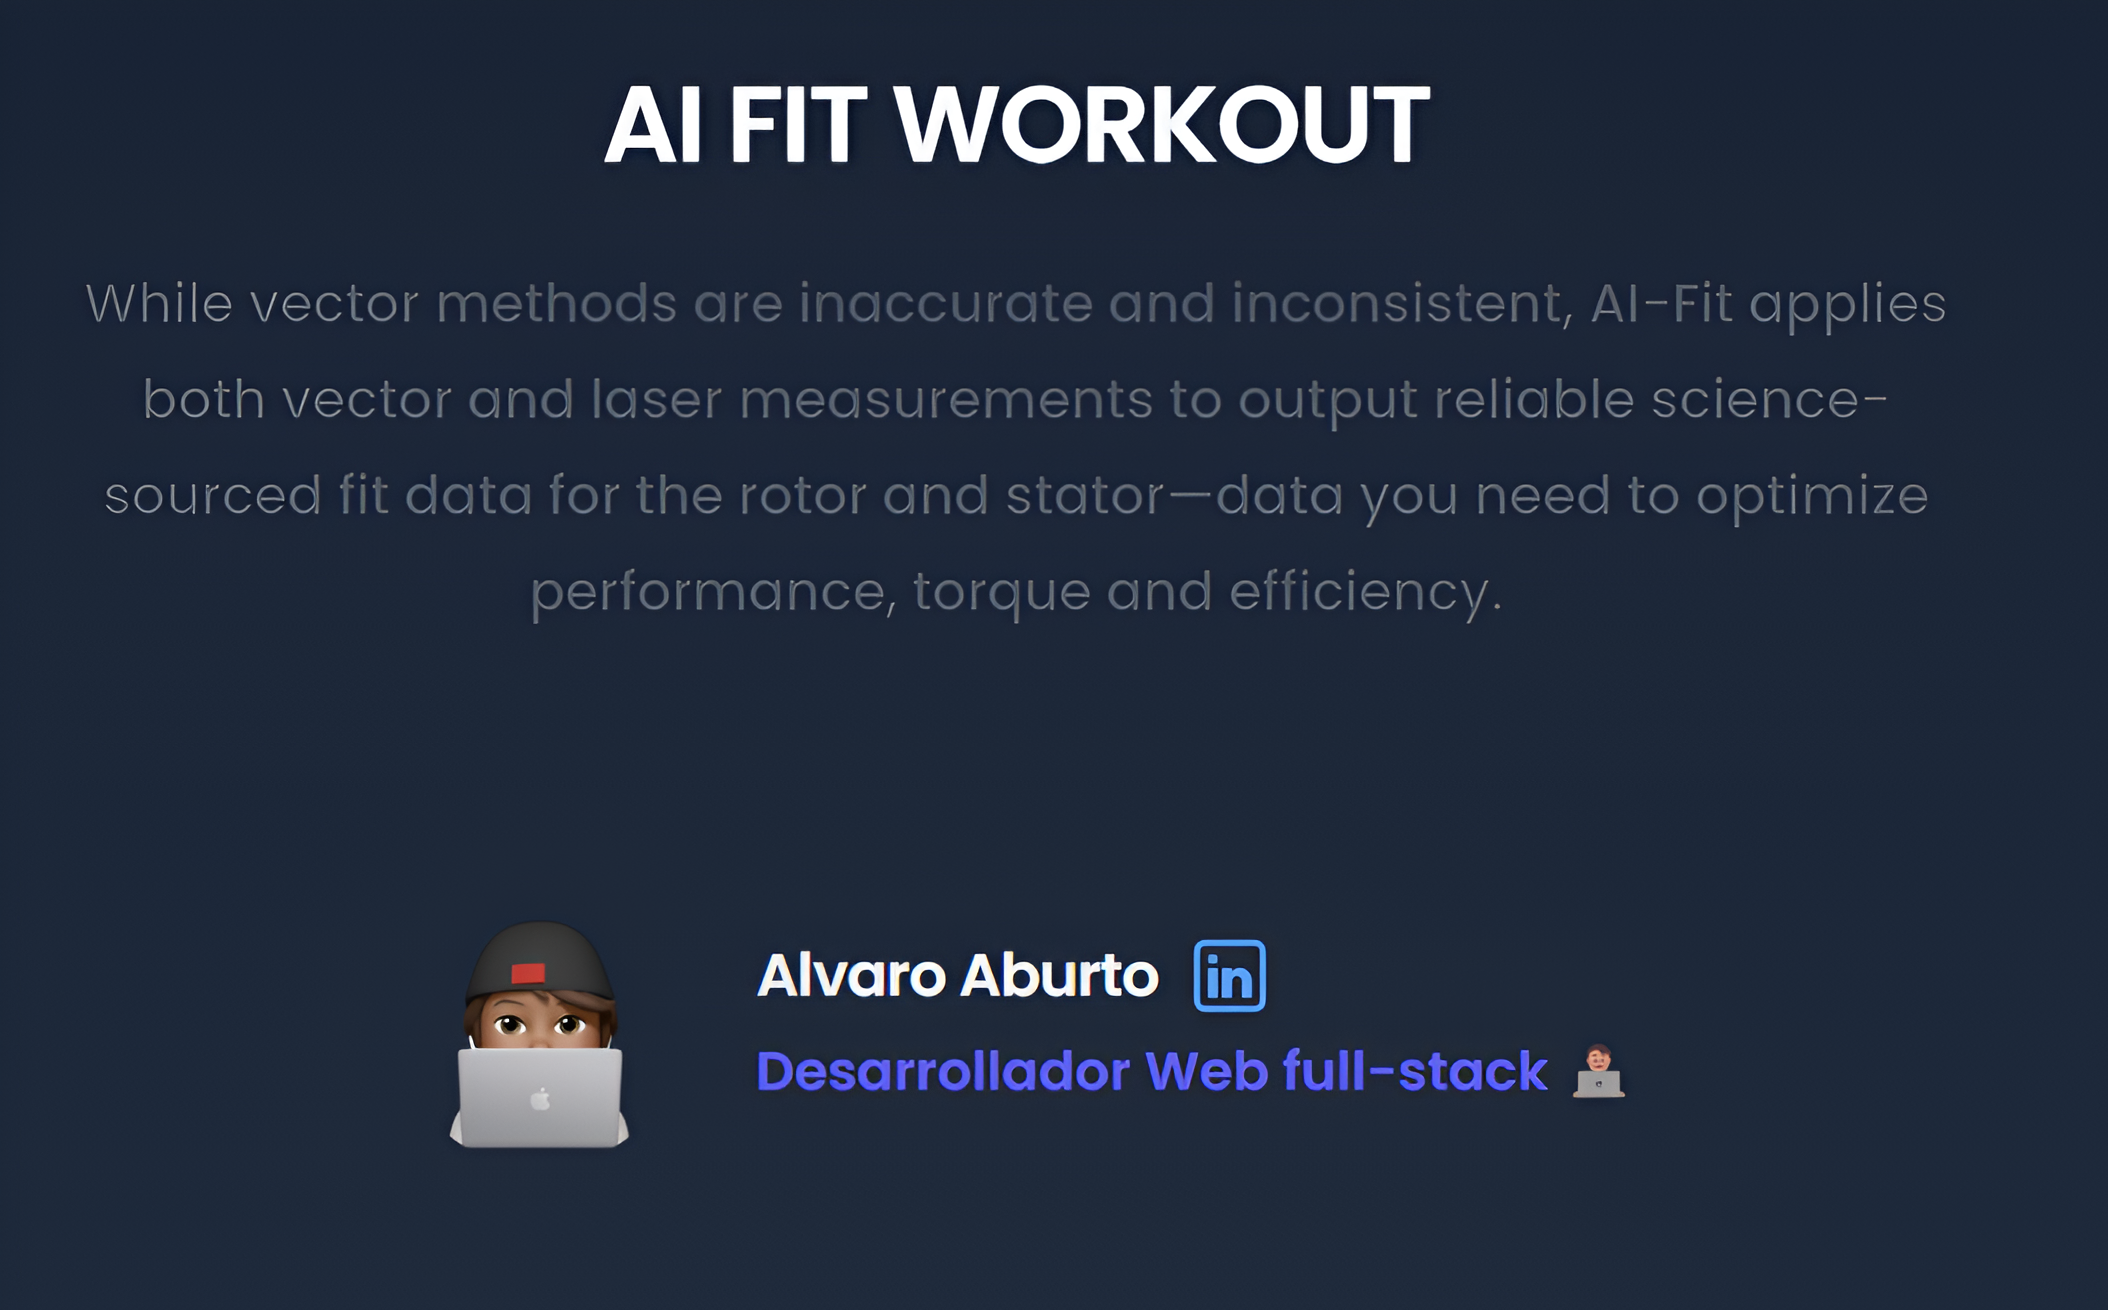 AI FIT WORKOUT
While vector methods are inaccurate and inconsistent, AI-Fit applies
both vector and laser measurements to output reliable science-
sourced fit data for the rotor and stator—data you need to optimize
performance, torque and efficiency.
Alvaro Aburto in
Desarrollador Web full-stack